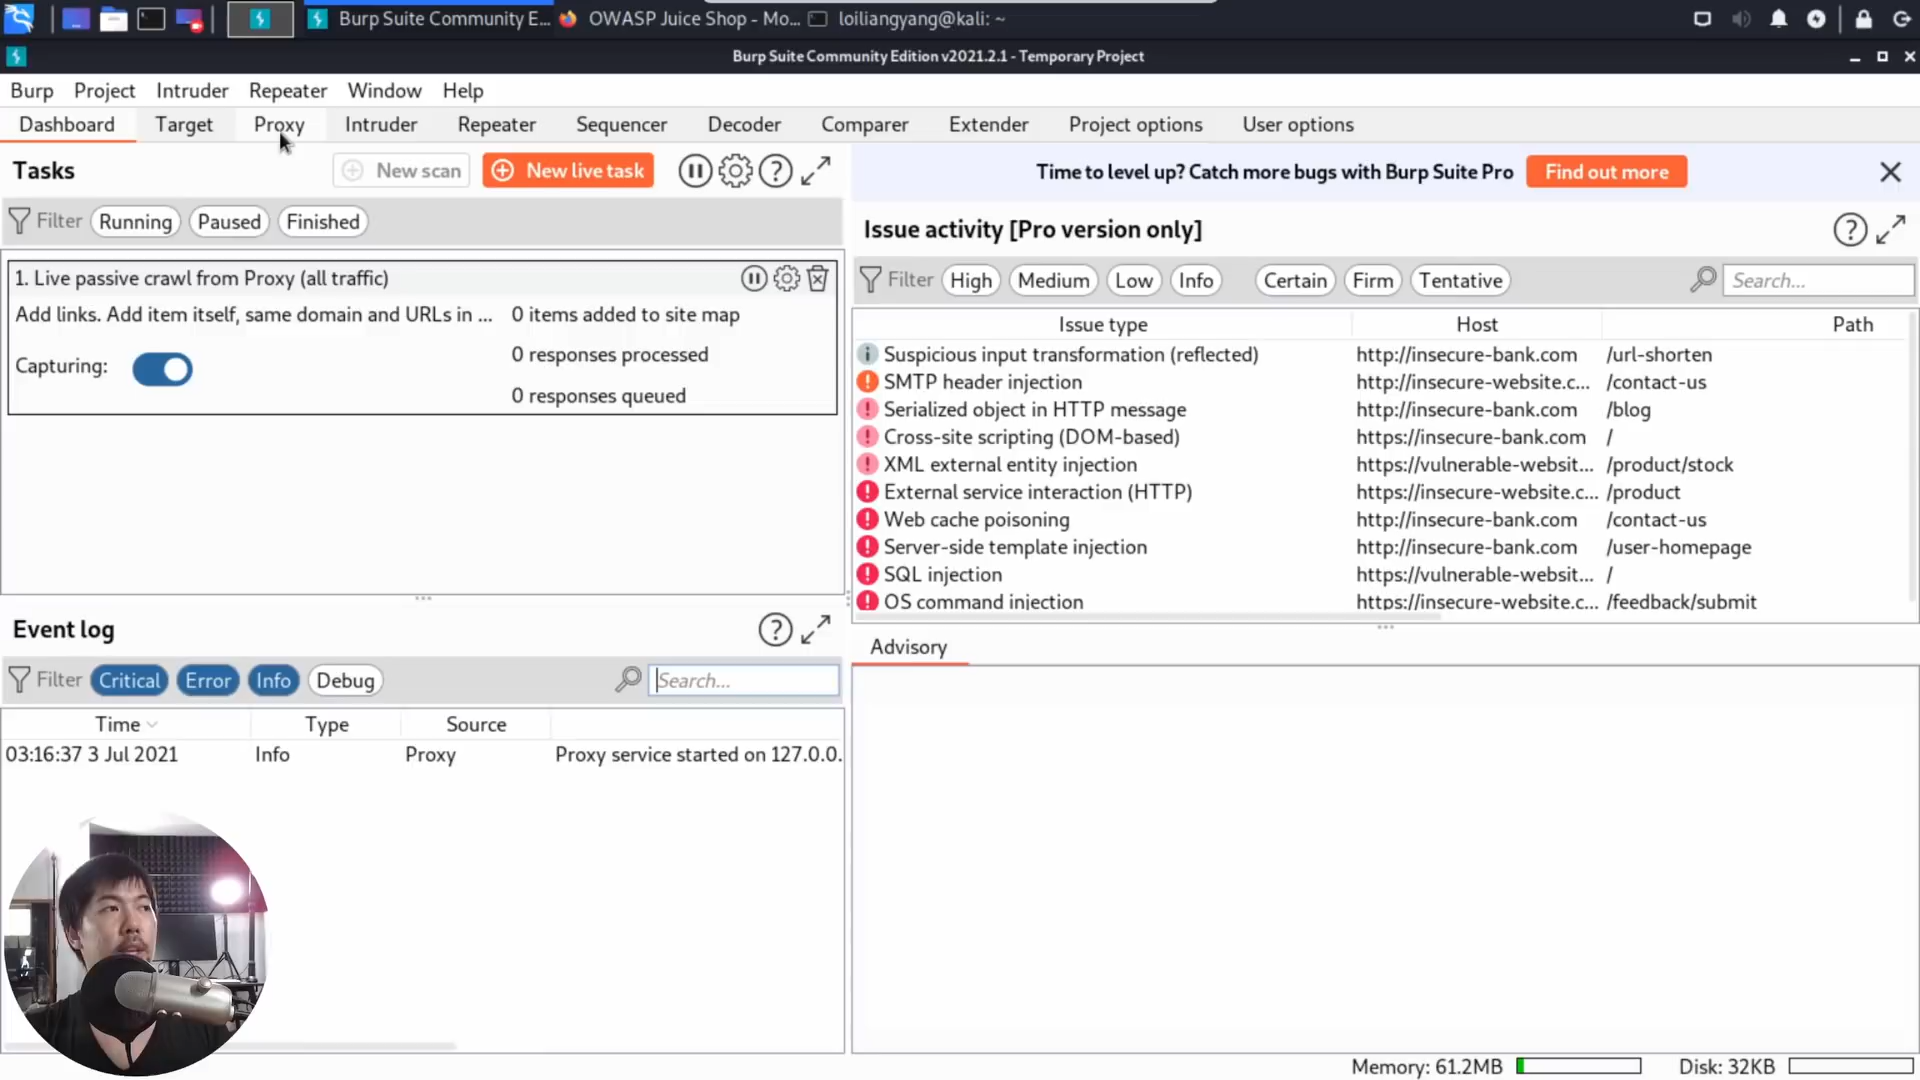 Burp Suite Community E...
OWASP Juice Shop - Mo...
loiliangyang@kali: ~
Burp Suite Community Edition v2021.2.1 - Temporary Project
Burp Project Intruder Repeater Window Help
Dashboard Target Proxy Intruder Repeater Sequencer Decoder Comparer Extender Project options User options
Tasks
New scan
New live task
Filter Running Paused Finished
1. Live passive crawl from Proxy (all traffic)
Add links. Add item itself, same domain and URLs in ...
0 items added to site map
0 responses processed
Capturing:
0 responses queued
Event log
Filter Critical Error Info Debug
Search...
Time Type Source
03:16:37 3 Jul 2021 Info Proxy Proxy service started on 127.0.0.
Time to level up? Catch more bugs with Burp Suite Pro
Find out more
Issue activity [Pro version only]
Filter High Medium Low Info Certain Firm Tentative
Search...
Issue type Host Path
Suspicious input transformation (reflected) http://insecure-bank.com /url-shorten
SMTP header injection http://insecure-website.c... /contact-us
Serialized object in HTTP message http://insecure-bank.com /blog
Cross-site scripting (DOM-based) https://insecure-bank.com /
XML external entity injection https://vulnerable-websit... /product/stock
External service interaction (HTTP) https://insecure-website.c... /product
Web cache poisoning http://insecure-bank.com /contact-us
Server-side template injection http://insecure-bank.com /user-homepage
SQL injection https://vulnerable-websit... /
OS command injection https://insecure-website.c... /feedback/submit
Advisory
Memory: 61.2MB
Disk: 32KB